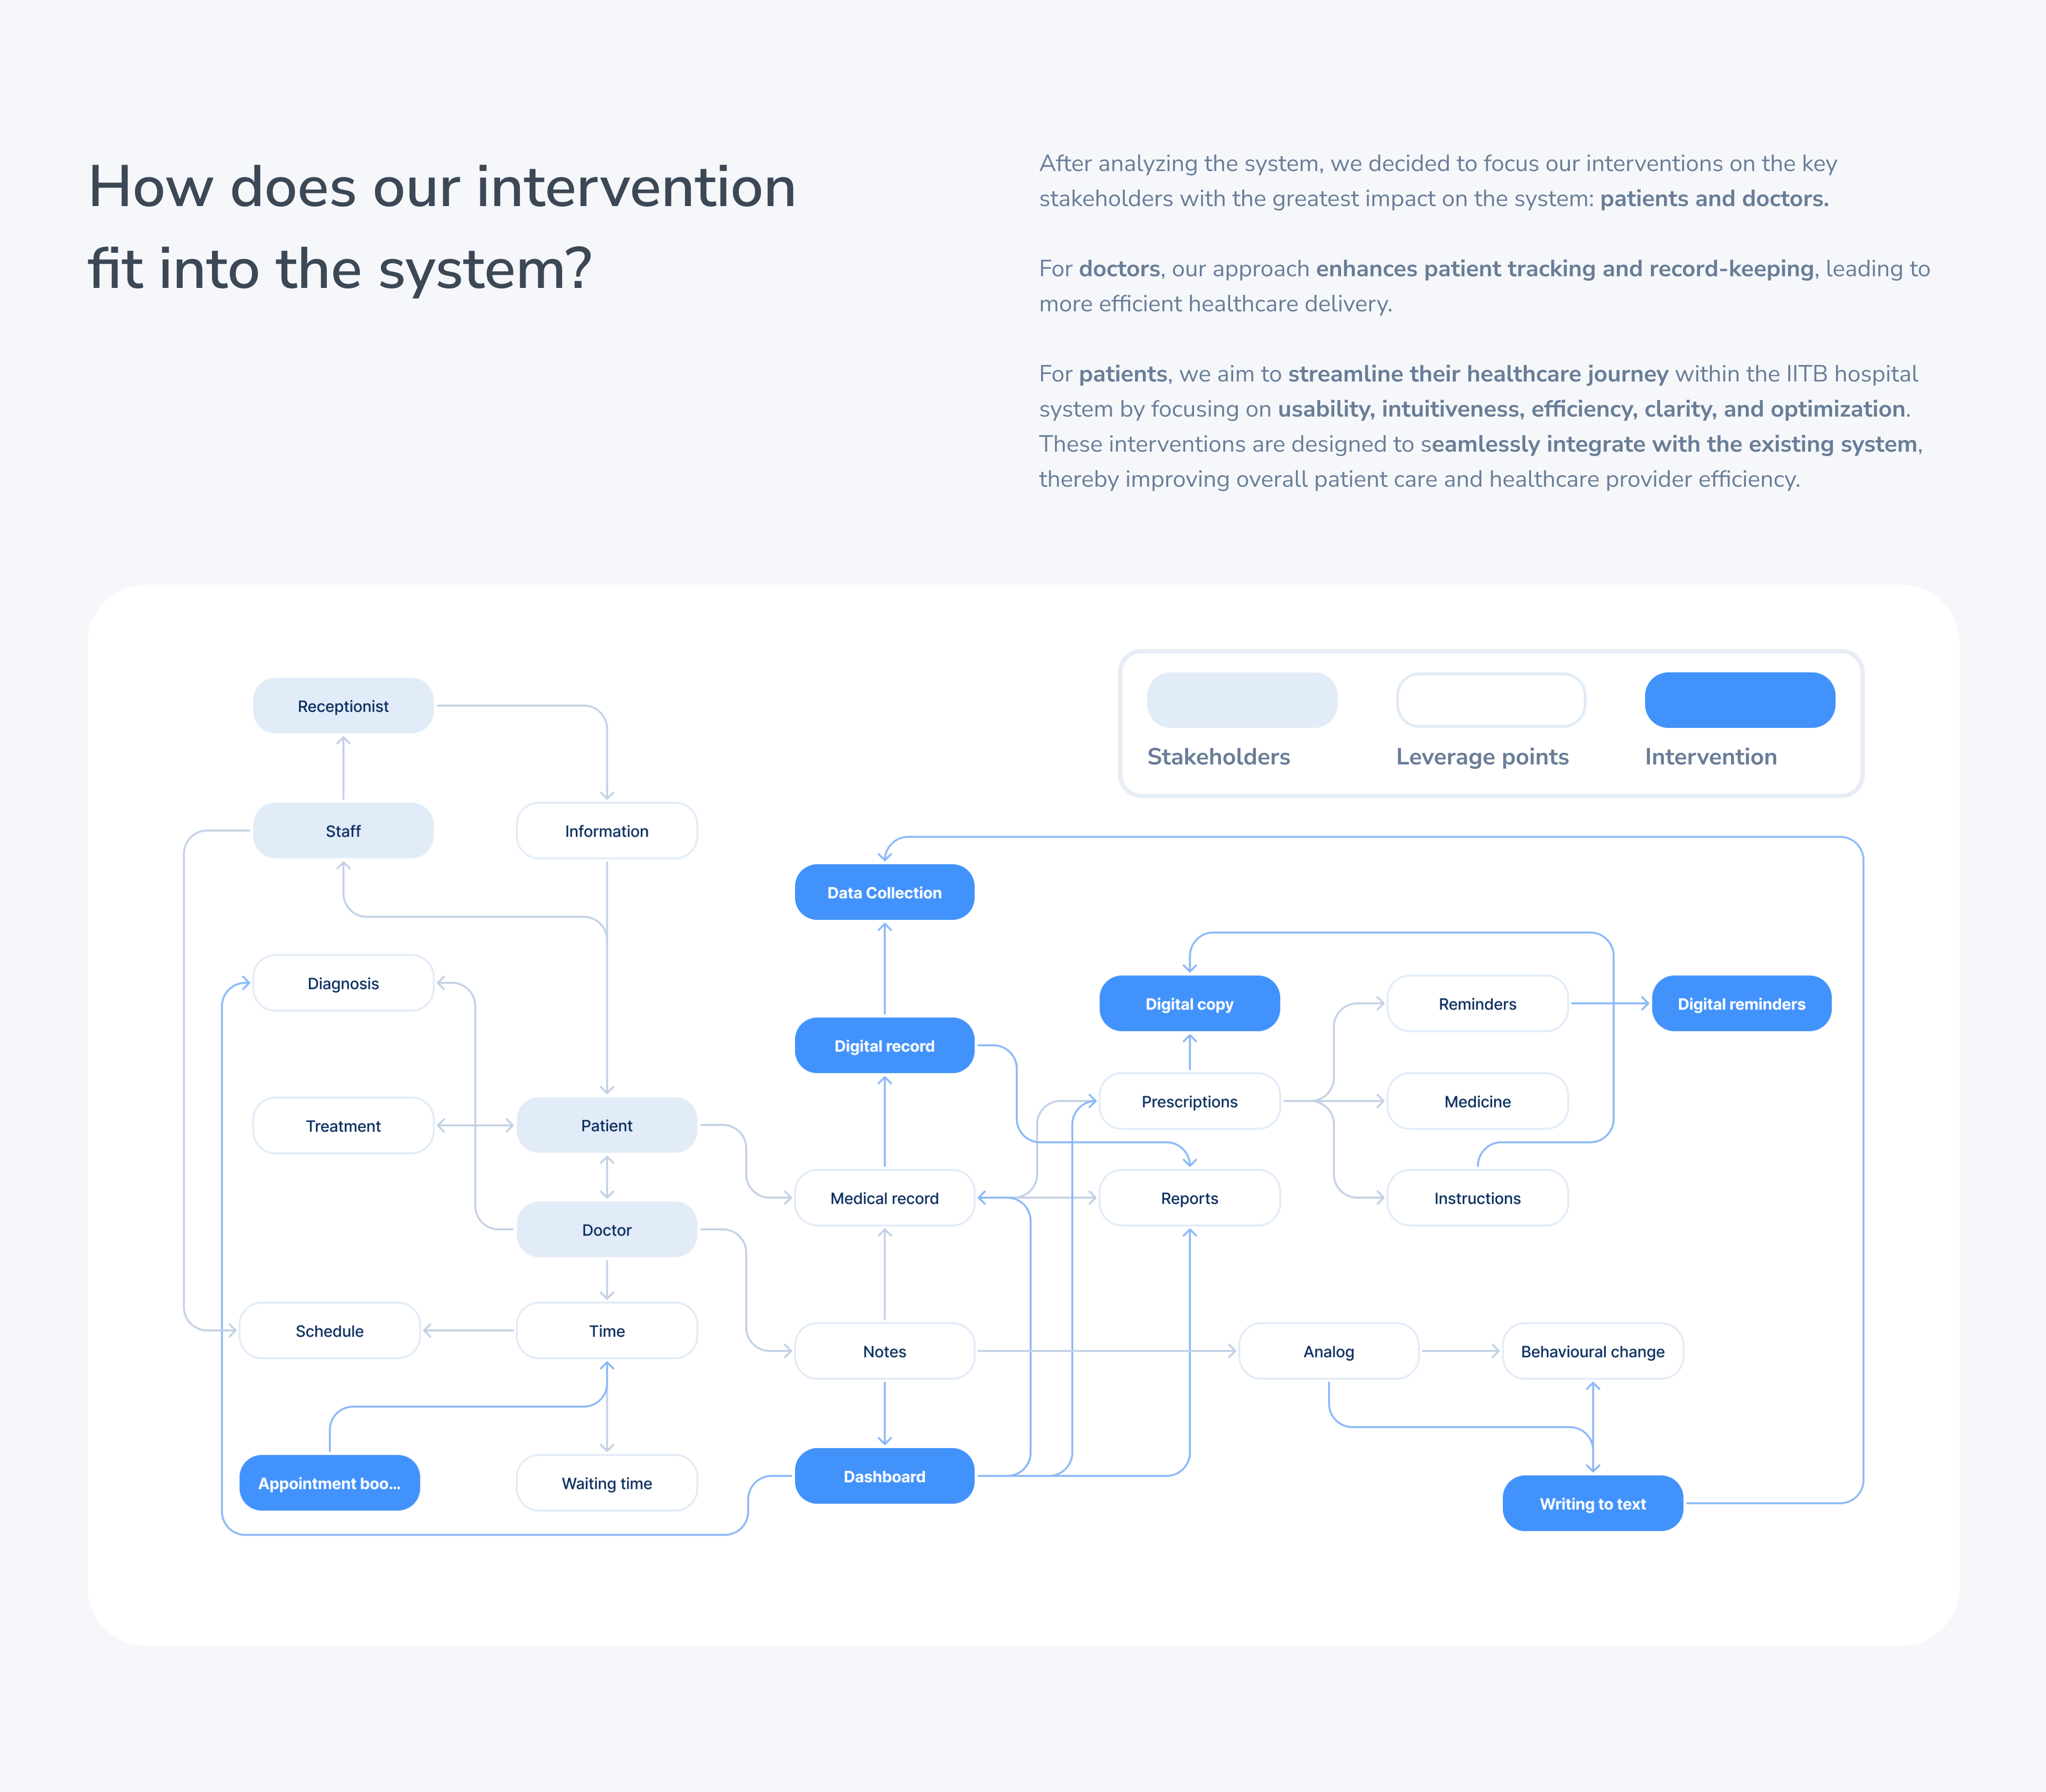 How does our intervention
fit into the system?
After analyzing the system, we decided to focus our interventions on the key
stakeholders with the greatest impact on the system: patients and doctors.
For doctors, our approach enhances patient tracking and record-keeping, leading to
more efficient healthcare delivery.
For patients, we aim to streamline their healthcare journey within the IITB hospital
system by focusing on usability, intuitiveness, efficiency, clarity, and optimization.
These interventions are designed to seamlessly integrate with the existing system,
thereby improving overall patient care and healthcare provider efficiency.
Stakeholders
Leverage points
Intervention
Receptionist
Staff
Information
Data Collection
Diagnosis
Digital copy
Reminders
Digital reminders
Digital record
Prescriptions
Medicine
Treatment
Patient
Medical record
Reports
Instructions
Doctor
Schedule
Time
Notes
Analog
Behavioural change
Appointment boo...
Waiting time
Dashboard
Writing to text